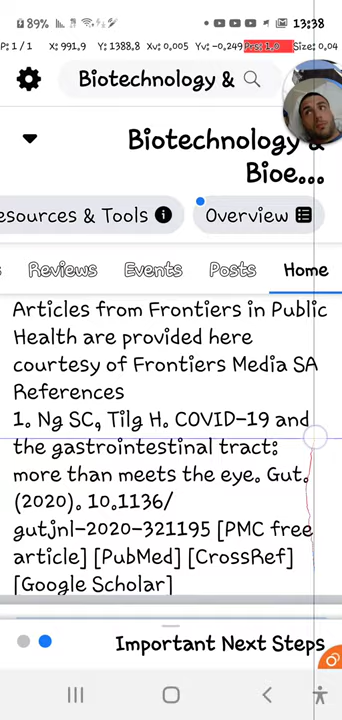 89% 13:38
P: 1 / 1 X: 991,9 Y: 1388,8 Xv: 0,005 Yv: -0,249 Prs: 1,0 Size: 0,04
Biotechnology &
Biotechnology &
Bioe...
esources & Tools Overview
s Reviews Events Posts Home
Articles from Frontiers in Public
Health are provided here
courtesy of Frontiers Media SA
References
1. Ng SC, Tilg H. COVID-19 and
the gastrointestinal tract:
more than meets the eye. Gut.
(2020). 10.1136/
gutjnl-2020-321195 [PMC free
article] [PubMed] [CrossRef]
[Google Scholar]
Important Next Steps